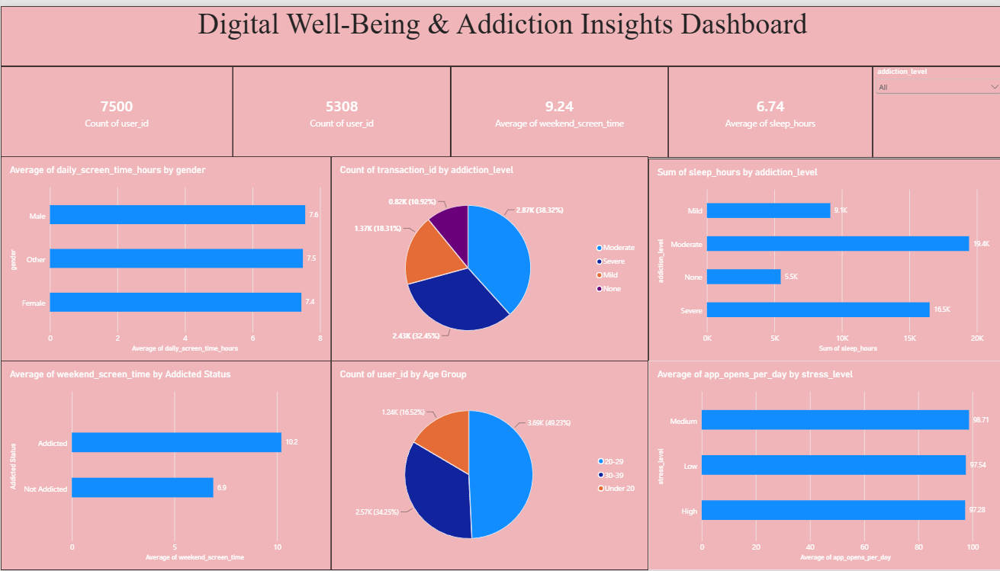 Digital Well-Being & Addiction Insights Dashboard
7500
Count of user_id
5308
Count of user_id
9.24
Average of weekend_screen_time
6.74
Average of sleep_hours
addiction_level
All
Average of daily_screen_time_hours by gender
gender
Male
7.6
Other
7.5
Female
7.4
0 2 4 6 8
Average of daily_screen_time_hours
Count of transaction_id by addiction_level
0.82K (10.92%)
2.87K (38.32%)
1.37K (18.31%)
2.43K (32.45%)
Moderate
Severe
Mild
None
Sum of sleep_hours by addiction_level
addiction_level
Mild
9.1K
Moderate
19.4K
None
5.5K
Severe
16.5K
0K 5K 10K 15K 20K
Sum of sleep_hours
Average of weekend_screen_time by Addicted Status
Addicted Status
Addicted
10.2
Not Addicted
6.9
0 5 10
Average of weekend_screen_time
Count of user_id by Age Group
1.24K (16.52%)
3.69K (49.23%)
2.57K (34.25%)
20-29
30-39
Under 20
Average of app_opens_per_day by stress_level
stress_level
Medium
98.71
Low
97.54
High
97.28
0 20 40 60 80 100
Average of app_opens_per_day